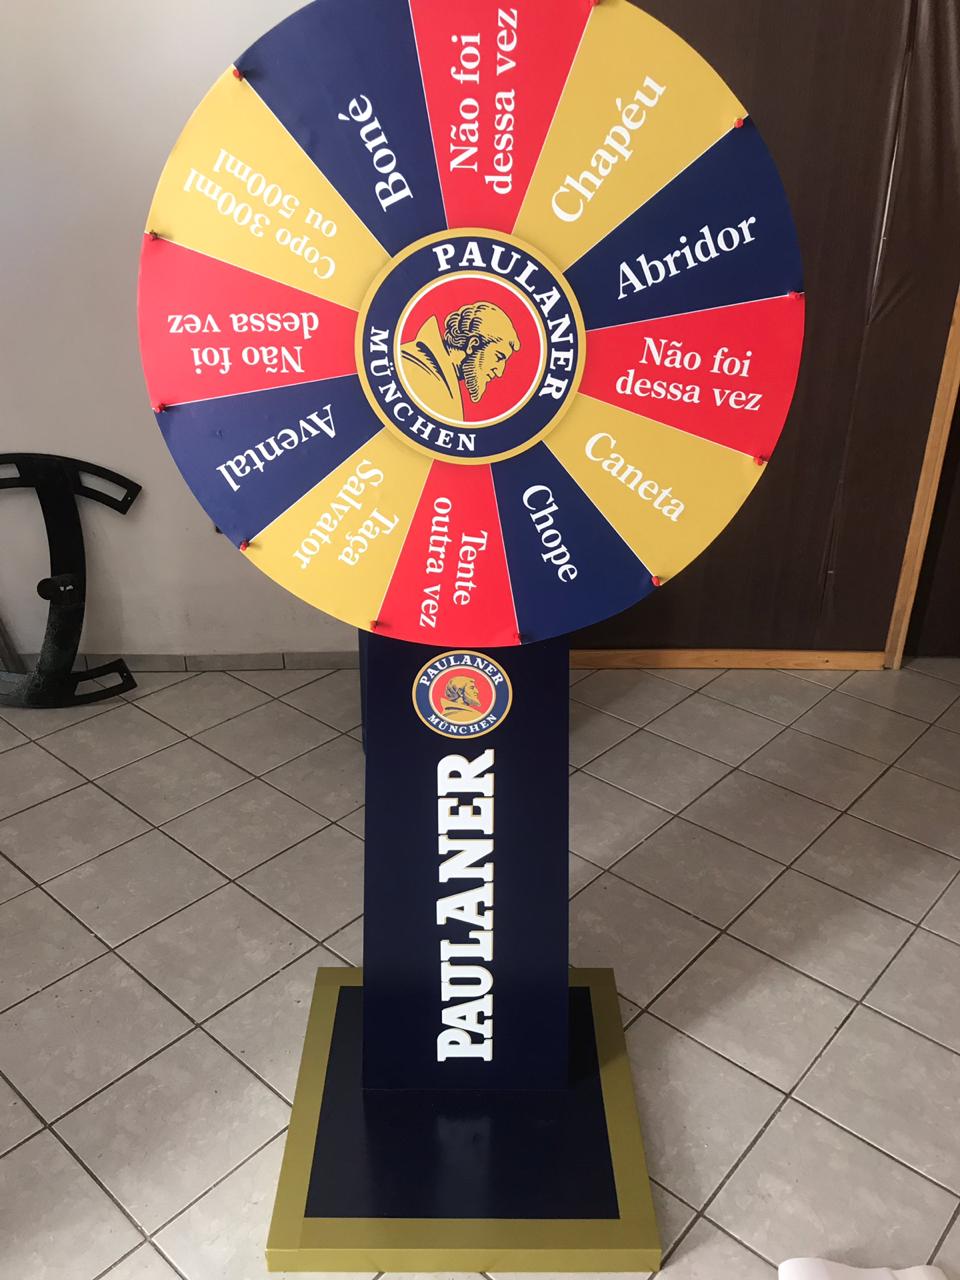 Não foi
dessa vez
Chapéu
Abridor
Não foi
dessa vez
Caneta
Chope
Tente
outra vez
Taça
Salvator
Avental
Não foi
dessa vez
Copo 300ml
ou 500ml
Boné
PAULANER
MÜNCHEN
PAULANER
MÜNCHEN
PAULANER